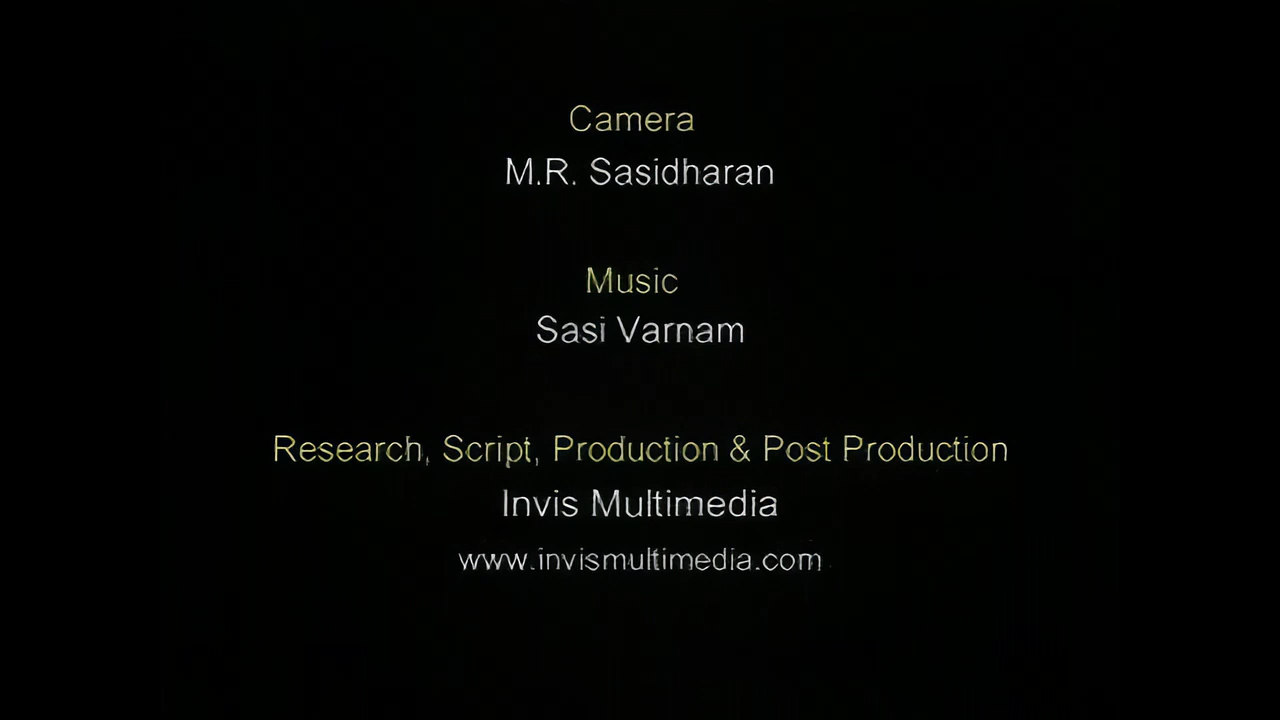 Camera
M.R. Sasidharan
Music
Sasi Varnam
Research, Script, Production & Post Production
Invis Multimedia
www.invismultimedia.com